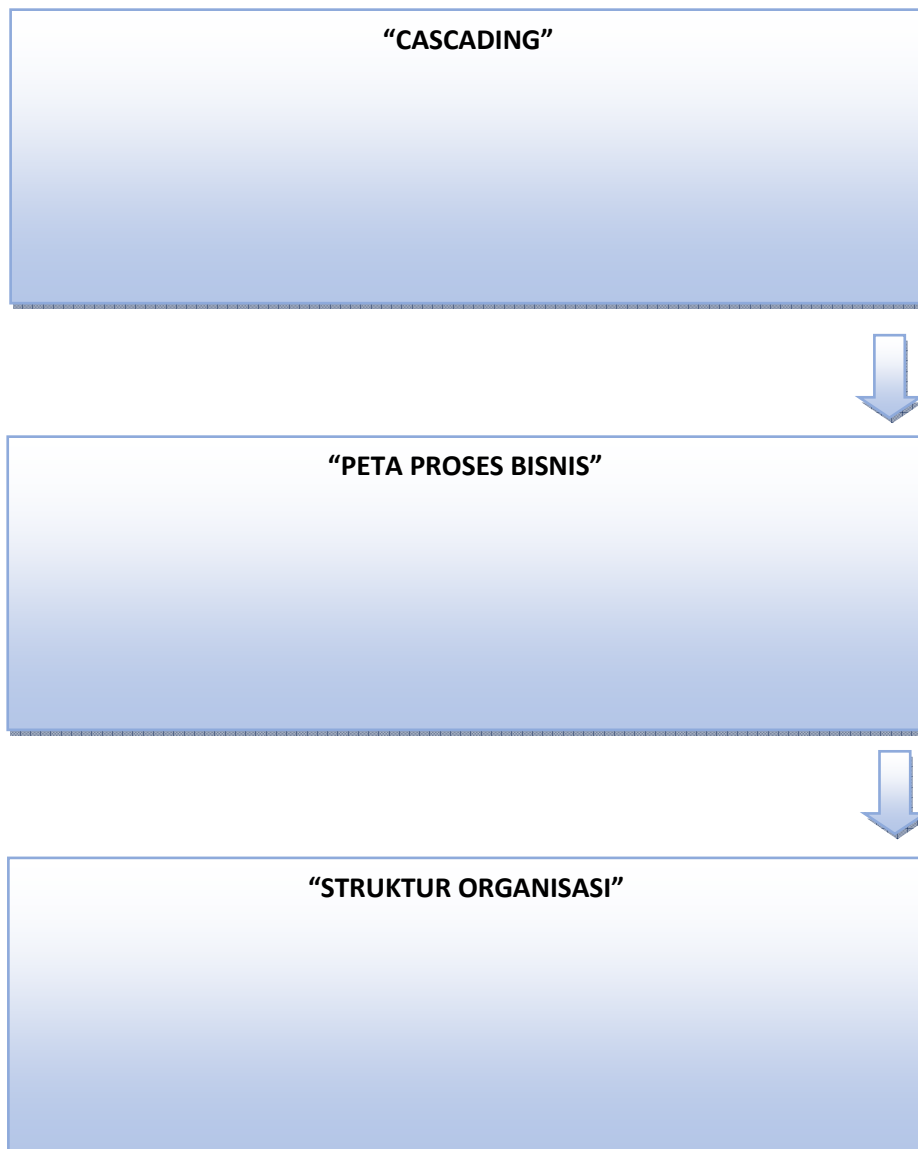 “CASCADING”
“PETA PROSES BISNIS”
“STRUKTUR ORGANISASI”